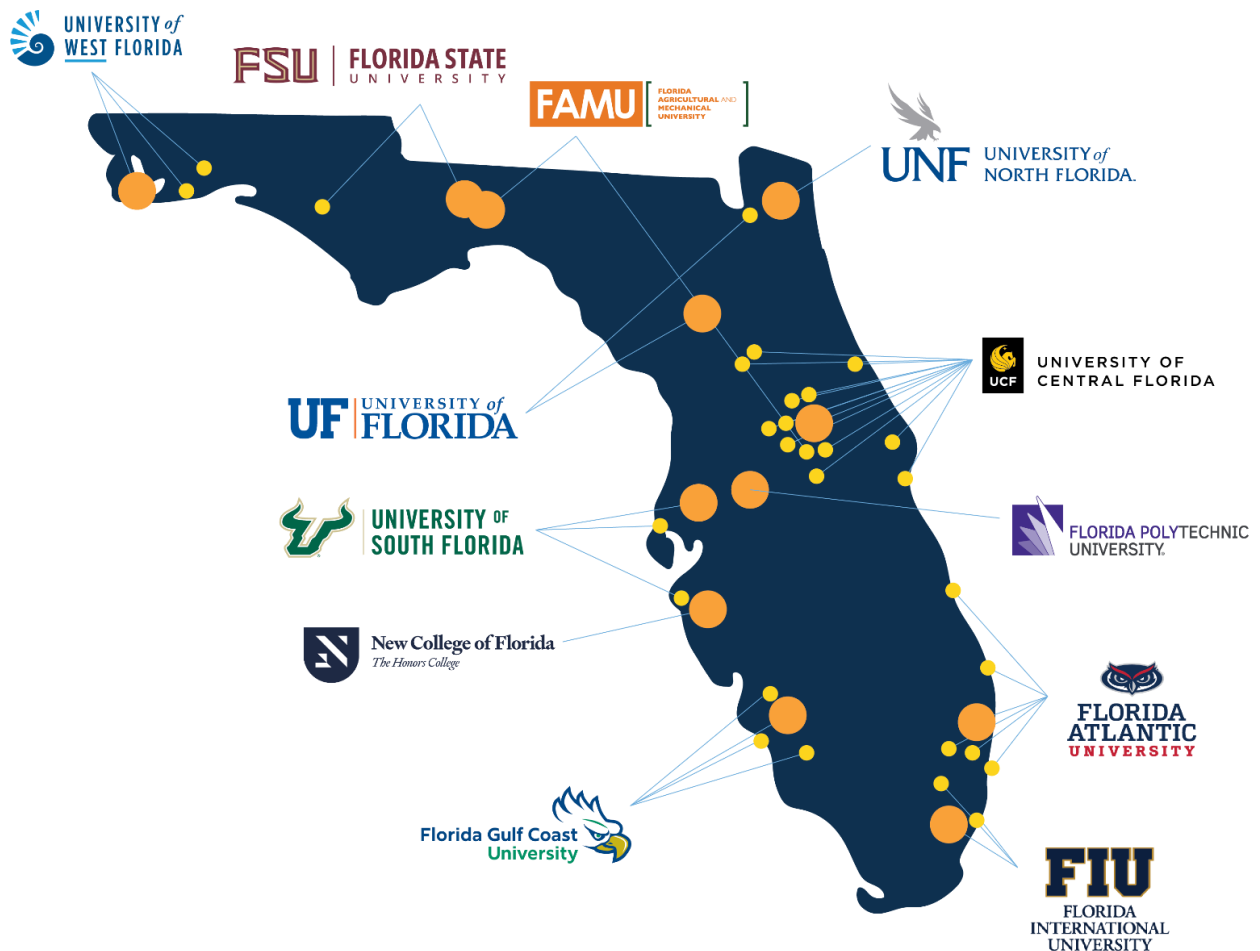 UNIVERSITY of
WEST FLORIDA
FSU
FLORIDA STATE
UNIVERSITY
FAMU
FLORIDA
AGRICULTURAL AND
MECHANICAL
UNIVERSITY
UNF
UNIVERSITY of
NORTH FLORIDA.
UCF
UNIVERSITY OF
CENTRAL FLORIDA
UF
UNIVERSITY of
FLORIDA
UNIVERSITY OF
SOUTH FLORIDA
FLORIDA POLYTECHNIC
UNIVERSITY.
New College of Florida
The Honors College
N
FLORIDA
ATLANTIC
UNIVERSITY
Florida Gulf Coast
University
FIU
FLORIDA
INTERNATIONAL
UNIVERSITY